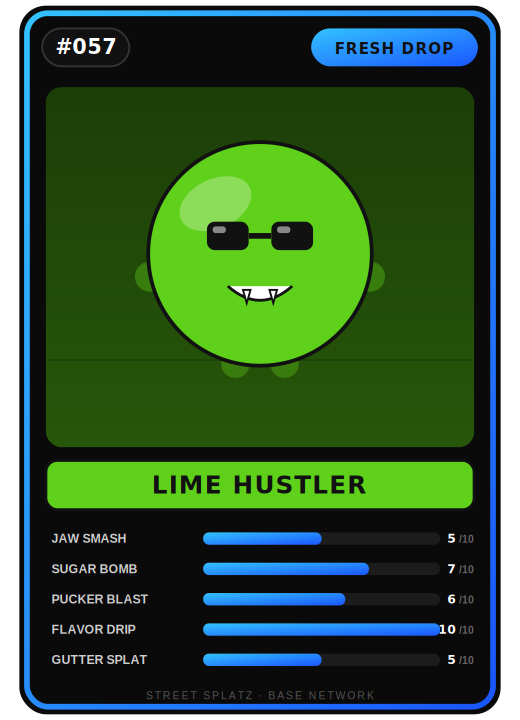 #057 FRESH DROP
LIME HUSTLER
JAW SMASH 5 /10
SUGAR BOMB 7 /10
PUCKER BLAST 6 /10
FLAVOR DRIP 10 /10
GUTTER SPLAT 5 /10
STREET SPLATZ · BASE NETWORK